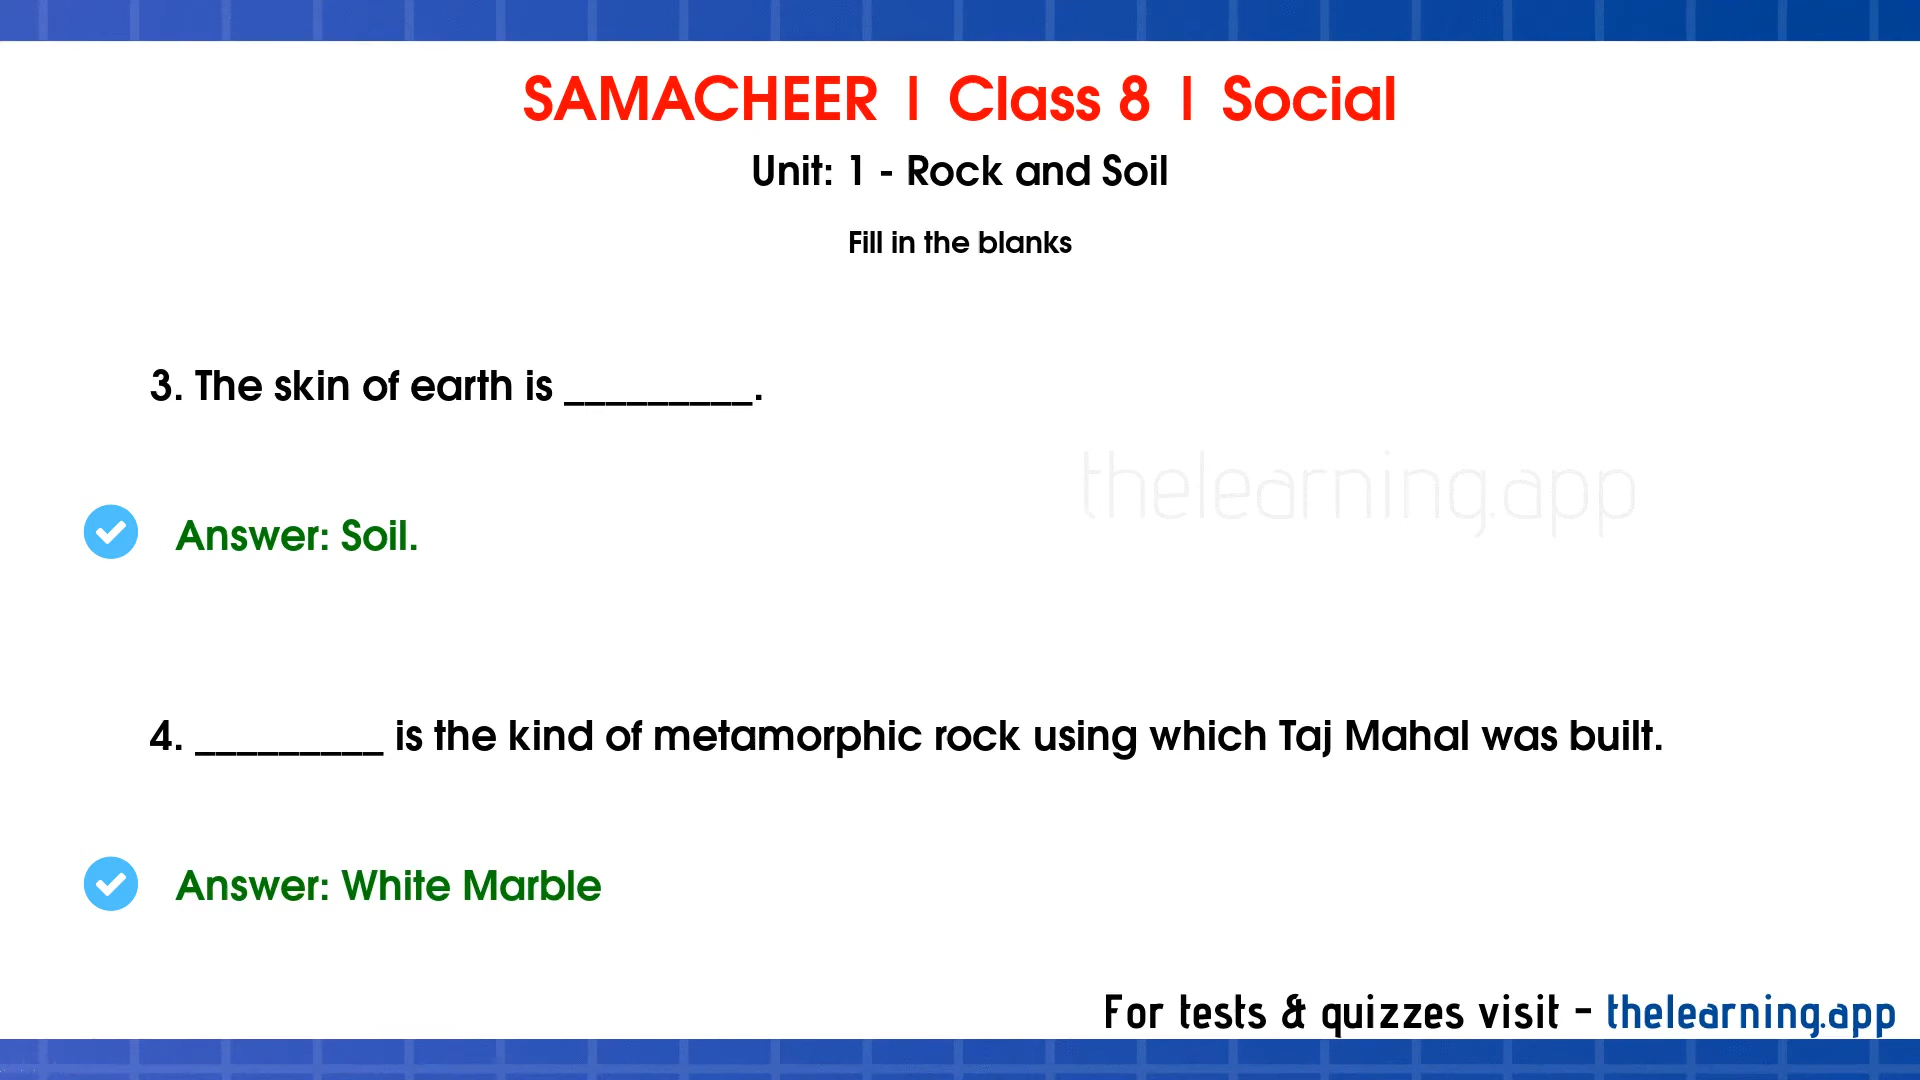 SAMACHEER | Class 8 | Social
Unit: 1 - Rock and Soil
Fill in the blanks
3. The skin of earth is _________.
thelearning.app
Answer: Soil.
4. _________ is the kind of metamorphic rock using which Taj Mahal was built.
Answer: White Marble
For tests & quizzes visit - thelearning.app